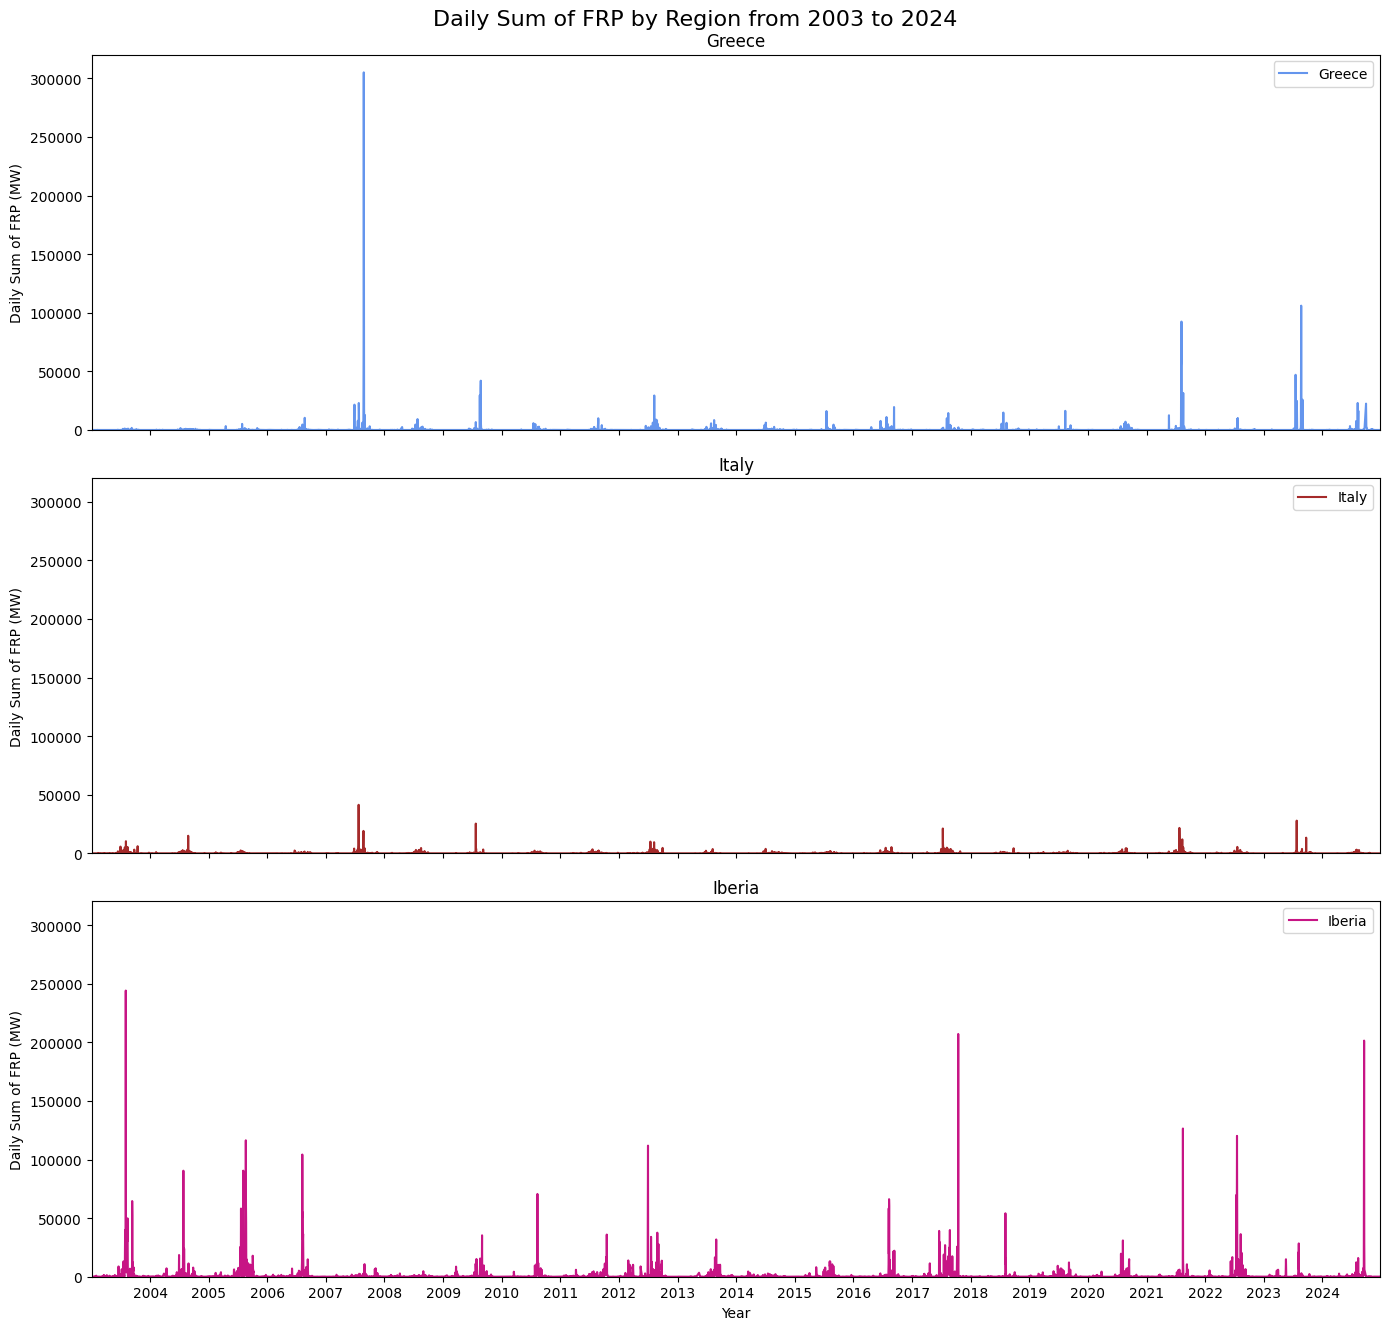 Daily Sum of FRP by Region from 2003 to 2024
Greece
300000
250000
200000
150000
100000
50000
0
Daily Sum of FRP (MW)
Greece
Italy
300000
250000
200000
150000
100000
50000
0
Daily Sum of FRP (MW)
Italy
Iberia
300000
250000
200000
150000
100000
50000
0
Daily Sum of FRP (MW)
Iberia
2004 2005 2006 2007 2008 2009 2010 2011 2012 2013 2014 2015 2016 2017 2018 2019 2020 2021 2022 2023 2024
Year